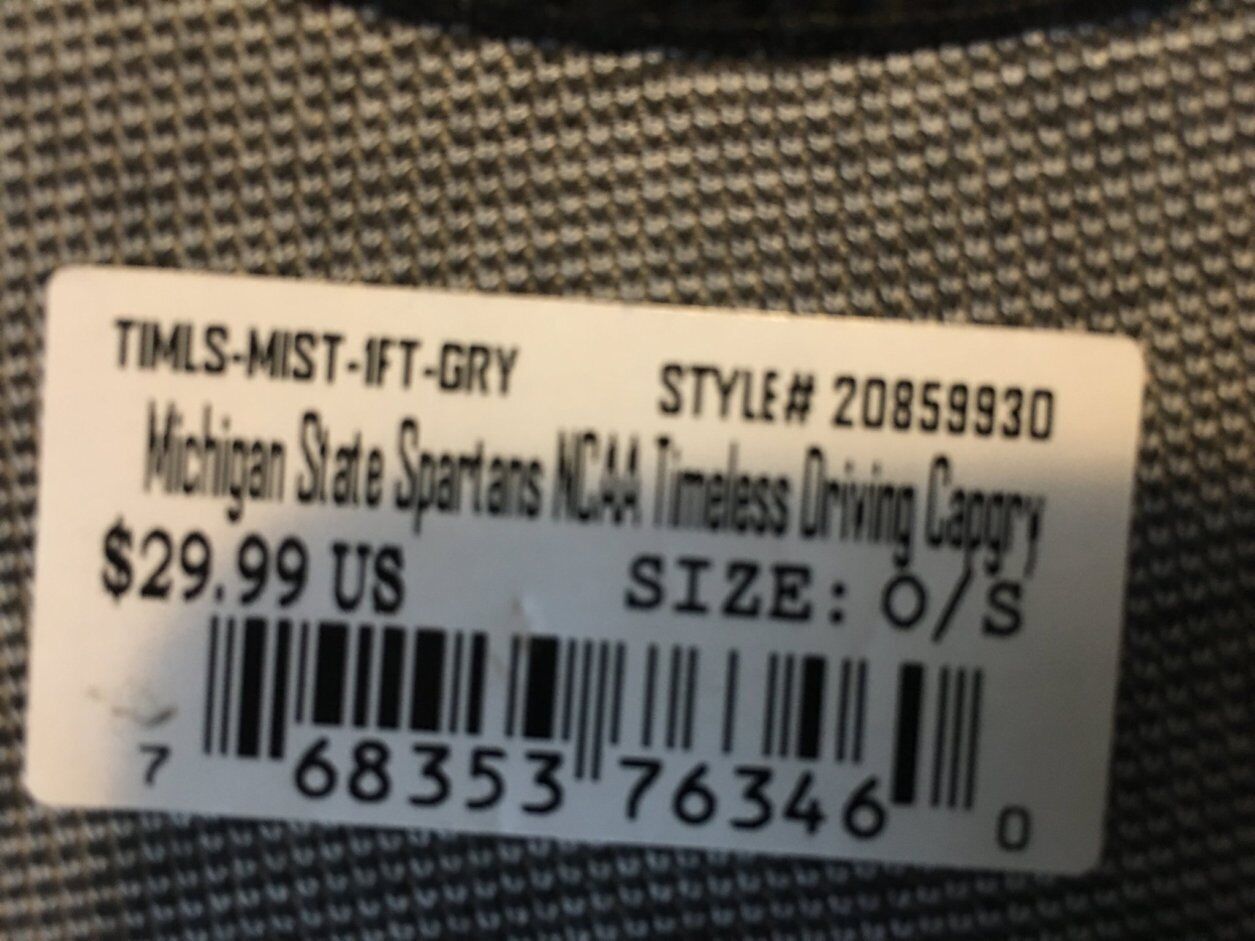 TIMLS-MIST-1FT-GRY STYLE# 20859930
Michigan State Spartans NCAA Timeless Driving Capgry
$29.99 US SIZE: O/S
7 68353 76346 0